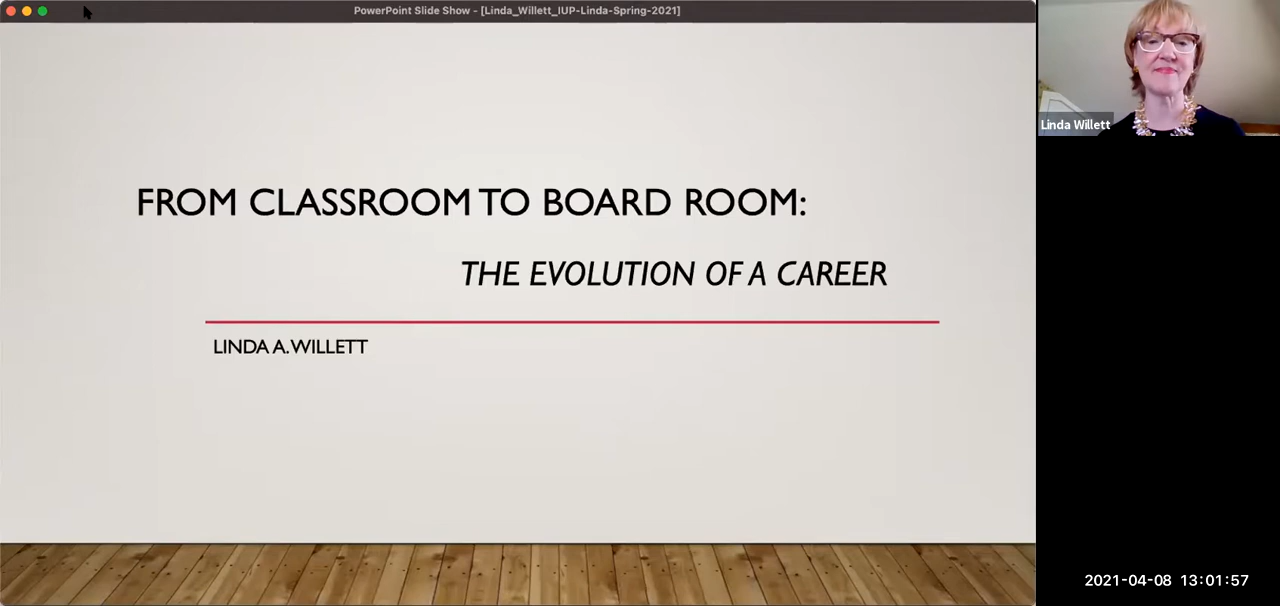 PowerPoint Slide Show - [Linda_Willett_IUP-Linda-Spring-2021]
FROM CLASSROOM TO BOARD ROOM:
THE EVOLUTION OF A CAREER
LINDA A. WILLETT
Linda Willett
2021-04-08 13:01:57